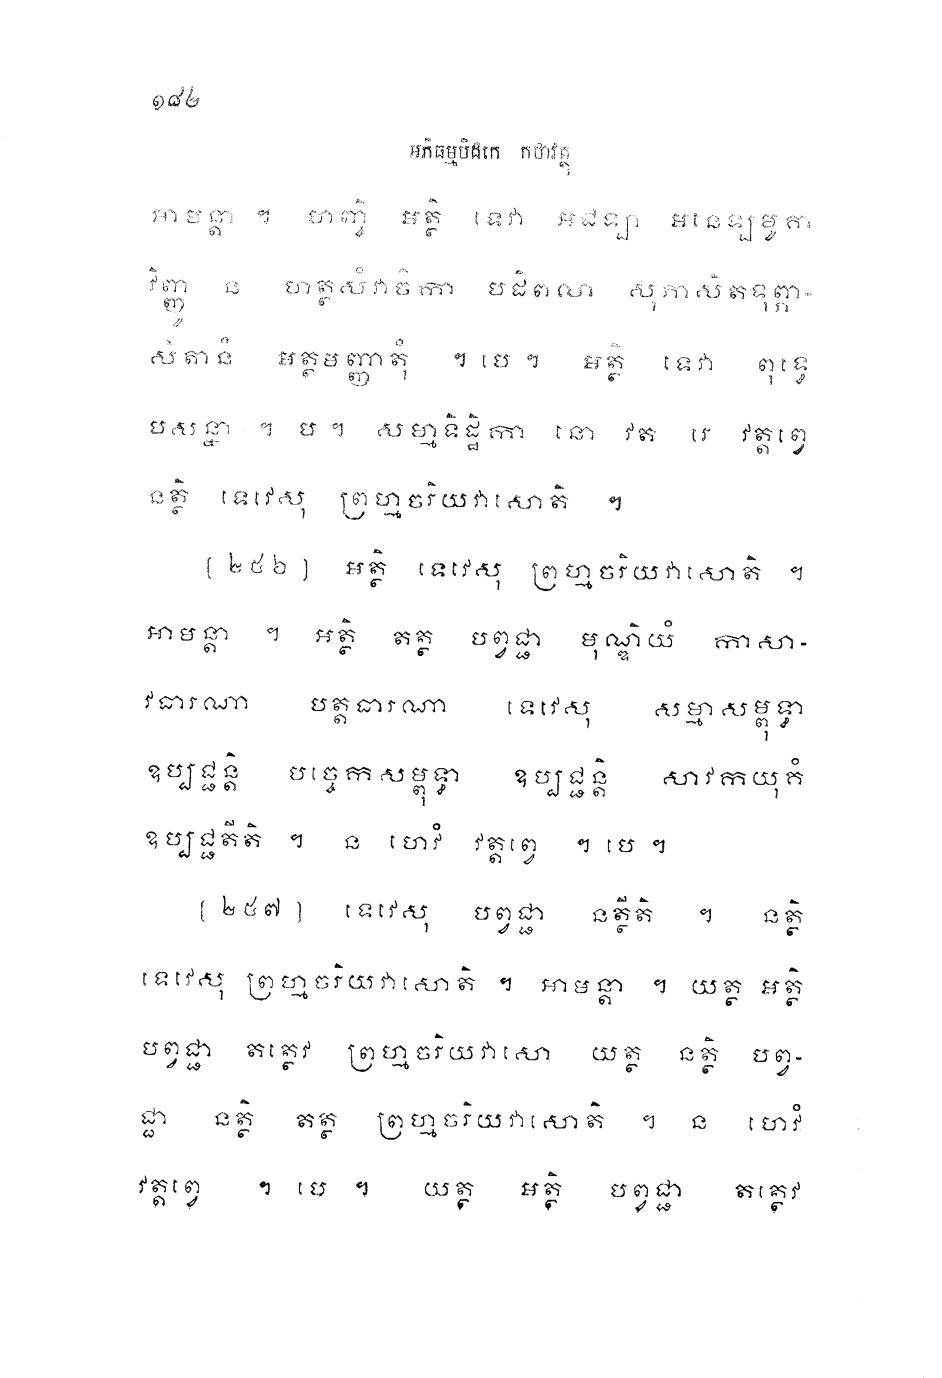 ១៨២
អភិធម្មបិដកេ កថាវត្ថុ
អាមន្តា ។ ហញ្ចិ អត្ថិ ទេវា អជឡា អនេឡមូកា
វិញ្ញូ ន ហត្ថសំវាចិកា បដិពលា សុភាសិតទុព្ភា-
សិតានំ អត្ថមញ្ញាតុំ ។ បេ ។ អត្ថិ ទេវា ពុទ្ធេ
បសន្នា ។ ប ។ សម្មាទិដ្ឋិកា នោ វត រេ វត្តព្វេ
នត្ថិ ទេវេសុ ព្រហ្មចរិយវាសោតិ ។
[ ២៥៦ ] អត្ថិ ទេវេសុ ព្រហ្មចរិយវាសោតិ ។
អាមន្តា ។ អត្ថិ តត្ថ បព្វជ្ជា មុណ្ឌិយំ កាសា-
វធារណា បត្តធារណា ទេវេសុ សម្មាសម្ពុទ្ធា
ឧប្បជ្ជន្តិ បច្ចេកសម្ពុទ្ធា ឧប្បជ្ជន្តិ សាវកយុគំ
ឧប្បជ្ជតីតិ ។ ន ហេវំ វត្តព្វេ ។ បេ ។
[ ២៥៧ ] ទេវេសុ បព្វជ្ជា នត្ថីតិ ។ នត្ថិ
ទេវេសុ ព្រហ្មចរិយវាសោតិ ។ អាមន្តា ។ យត្ថ អត្ថិ
បព្វជ្ជា តត្ថេវ ព្រហ្មចរិយវាសោ យត្ថ នត្ថិ បព្វ-
ជ្ជា នត្ថិ តត្ថ ព្រហ្មចរិយវាសោតិ ។ ន ហេវំ
វត្តព្វេ ។ បេ ។ យត្ថ អត្ថិ បព្វជ្ជា តត្ថេវ